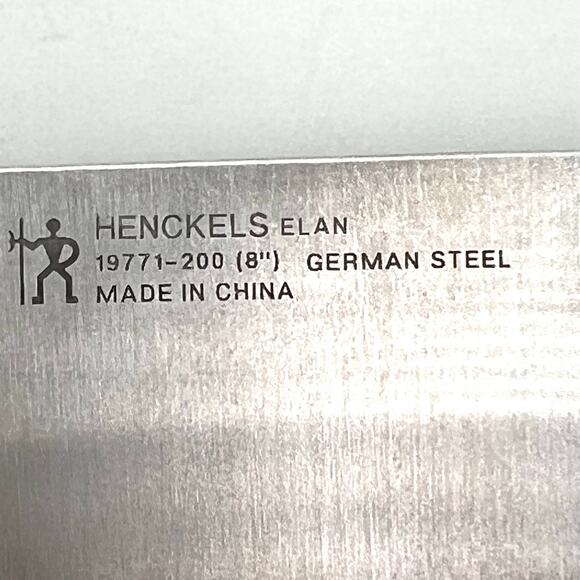 HENCKELS ELAN
19771-200 (8") GERMAN STEEL
MADE IN CHINA